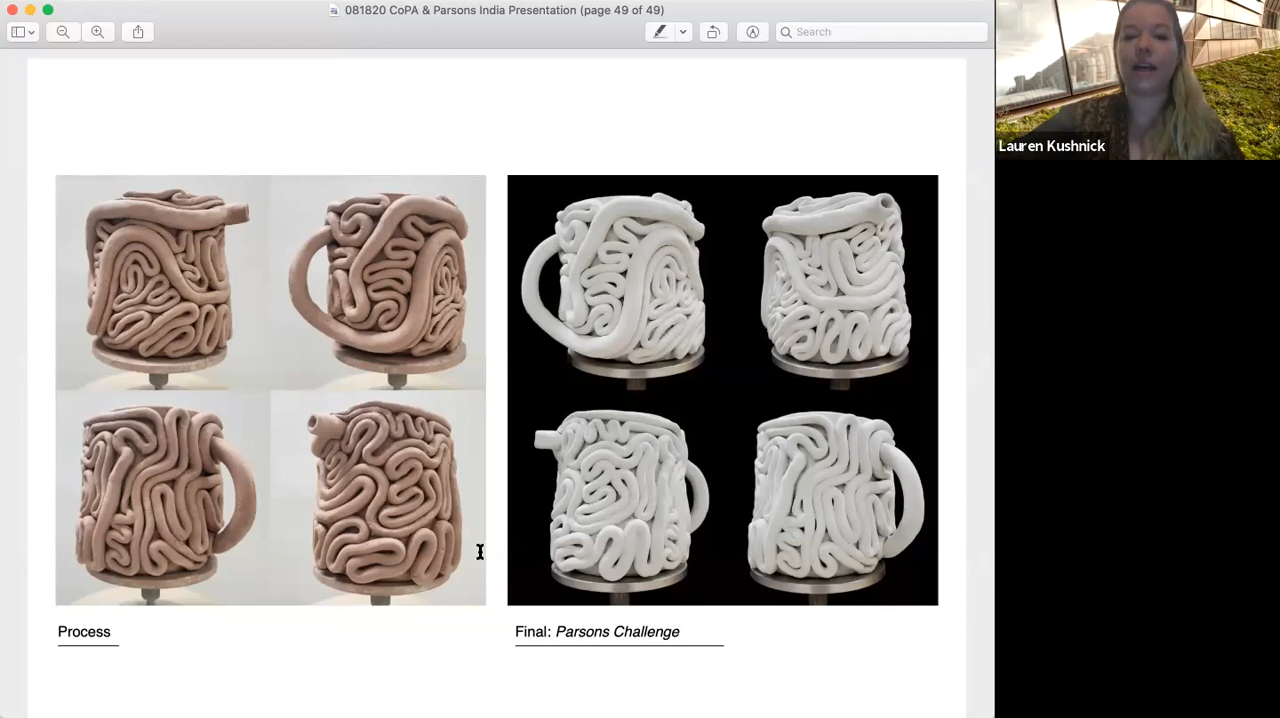 081820 CoPA & Parsons India Presentation (page 49 of 49)
Search
Lauren Kushnick
Process
Final: Parsons Challenge